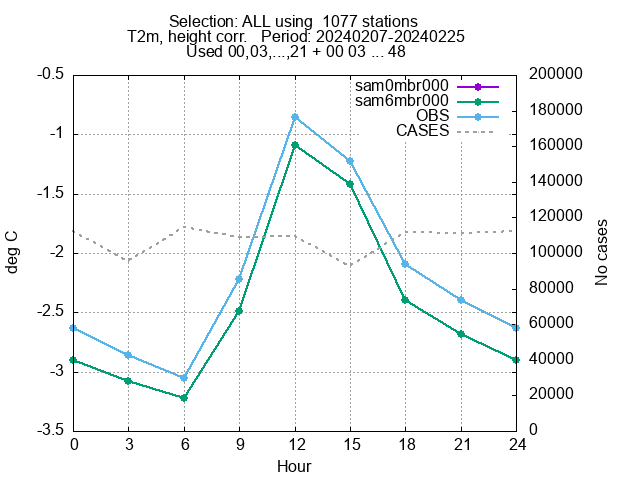 Selection: ALL using  1077 stations
T2m, height corr.   Period: 20240207-20240225
Used 00,03,...,21 + 00 03 ... 48
sam0mbr000
sam6mbr000
OBS
CASES
deg C
-0.5
-1
-1.5
-2
-2.5
-3
-3.5
200000
180000
160000
140000
120000
100000
80000
60000
40000
20000
0
No cases
0 3 6 9 12 15 18 21 24
Hour